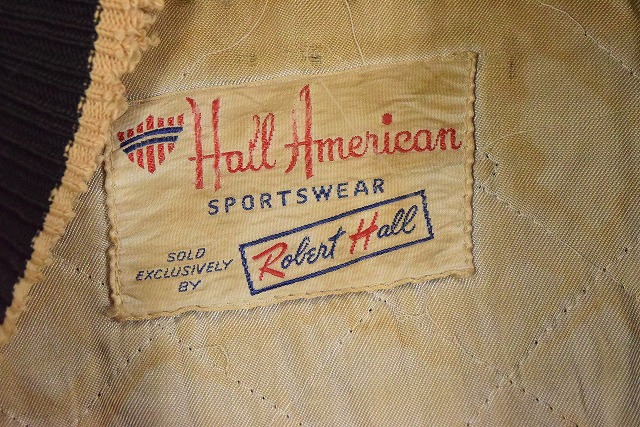 Hall American
SPORTSWEAR
SOLD
EXCLUSIVELY
BY
Robert Hall